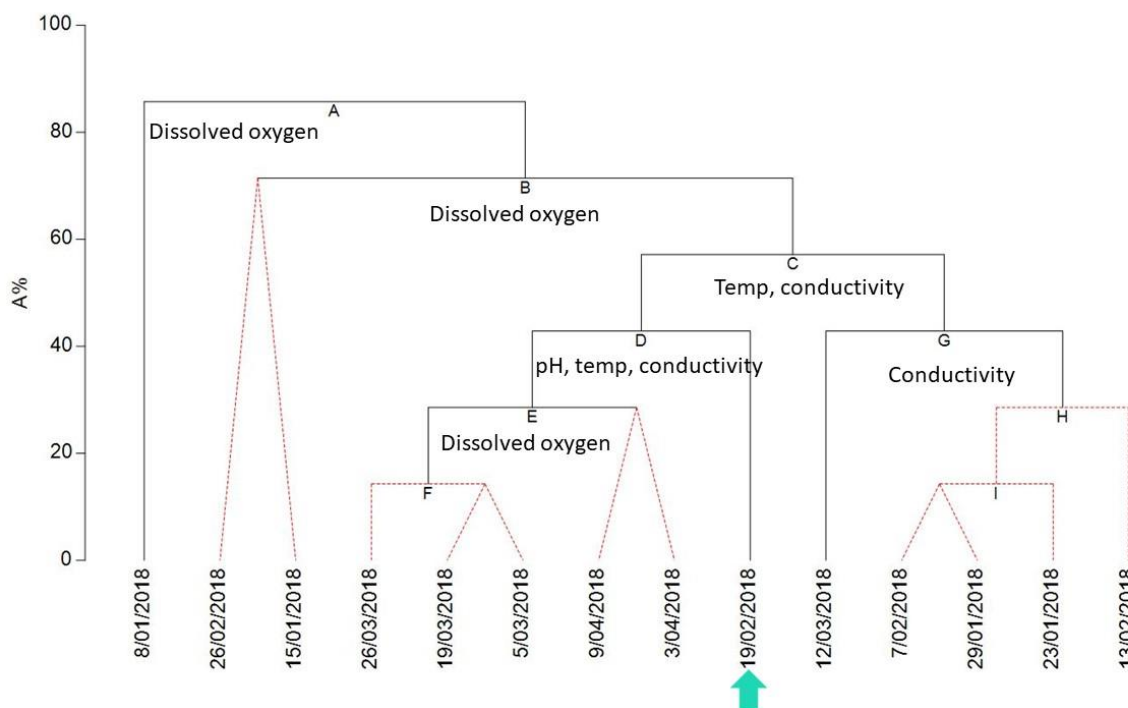 100
A
Dissolved oxygen
80
B
Dissolved oxygen
60
C
Temp, conductivity
A%
D
G
40
pH, temp, conductivity
Conductivity
E
H
Dissolved oxygen
20
F
I
0
8/01/2018
26/02/2018
15/01/2018
26/03/2018
19/03/2018
5/03/2018
9/04/2018
3/04/2018
19/02/2018
12/03/2018
7/02/2018
29/01/2018
23/01/2018
13/02/2018